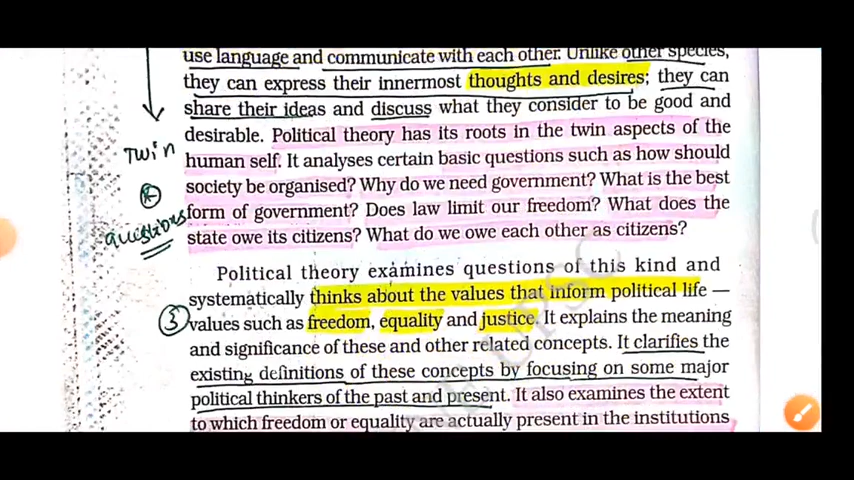 use language and communicate with each other. Unlike other species,
they can express their innermost thoughts and desires; they can
share their ideas and discuss what they consider to be good and
desirable. Political theory has its roots in the twin aspects of the
human self. It analyses certain basic questions such as how should
society be organised? Why do we need government? What is the best
form of government? Does law limit our freedom? What does the
state owe its citizens? What do we owe each other as citizens?
Twin
questions
Political theory examines questions of this kind and
systematically thinks about the values that inform political life —
values such as freedom, equality and justice. It explains the meaning
and significance of these and other related concepts. It clarifies the
existing definitions of these concepts by focusing on some major
political thinkers of the past and present. It also examines the extent
to which freedom or equality are actually present in the institutions